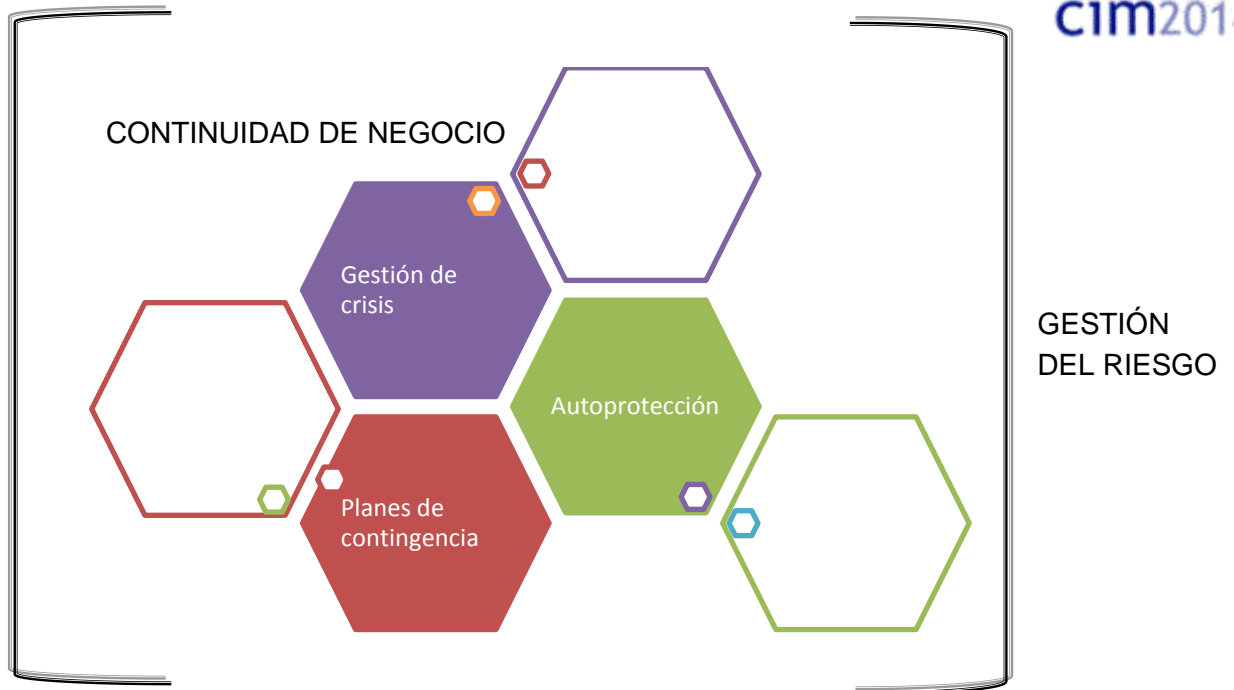 cim201
CONTINUIDAD DE NEGOCIO
Gestión de
crisis
GESTIÓN
DEL RIESGO
Autoprotección
Planes de
contingencia